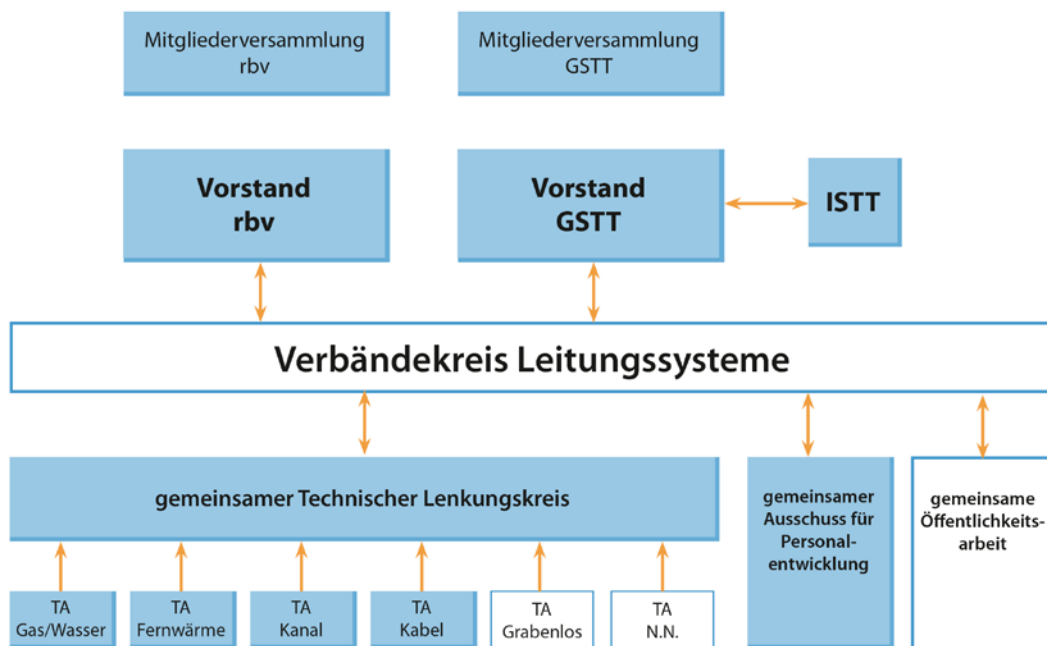 Mitgliederversammlung
rbv
Mitgliederversammlung
GSTT
Vorstand
rbv
Vorstand
GSTT
ISTT
Verbändekreis Leitungssysteme
gemeinsamer Technischer Lenkungskreis
gemeinsamer
Ausschuss für
Personal-
entwicklung
gemeinsame
Öffentlichkeits-
arbeit
TA
Gas/Wasser
TA
Fernwärme
TA
Kanal
TA
Kabel
TA
Grabenlos
TA
N.N.